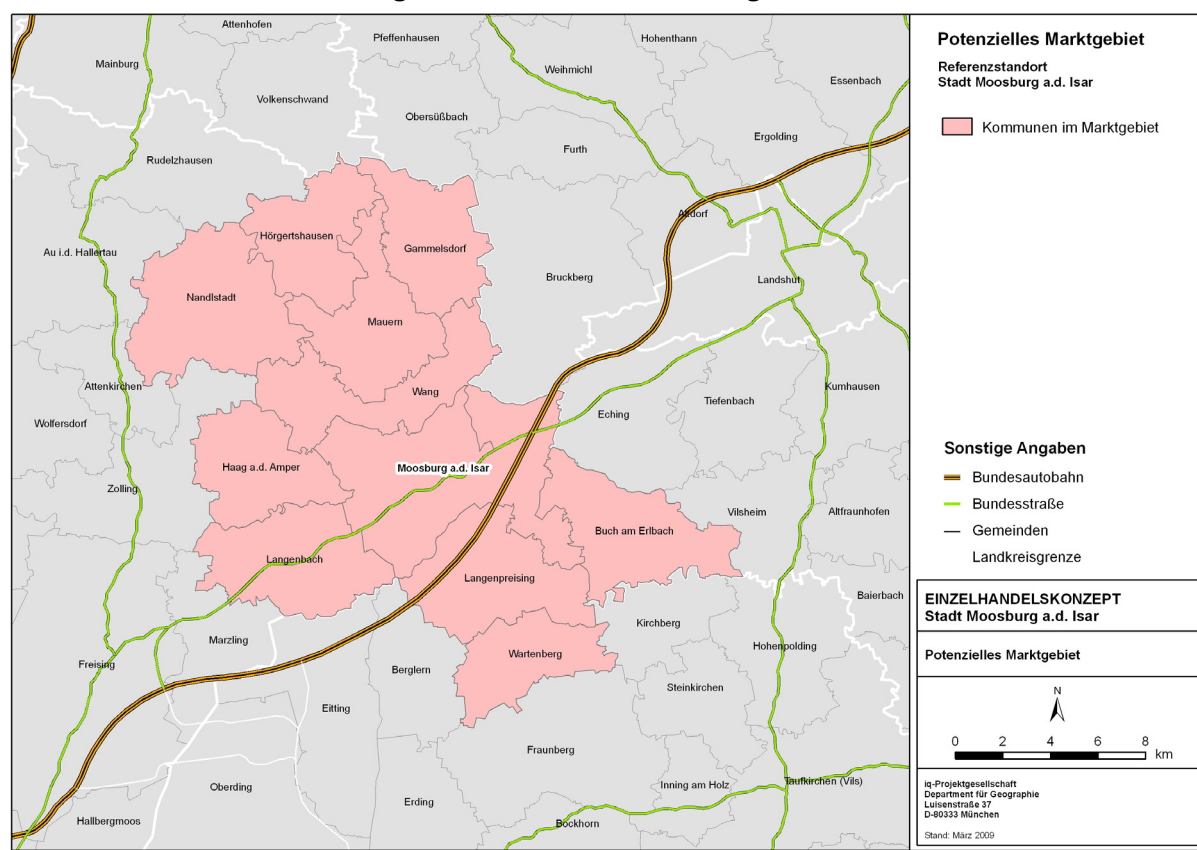 Attenhofen
Pfeffenhausen
Hohenthann
Mainburg
Weihmichl
Essenbach
Volkenschwand
Obersüßbach
Ergolding
Rudelzhausen
Furth
Altdorf
Hörgertshausen
Gammelsdorf
Au i.d. Hallertau
Bruckberg
Landshut
Nandlstadt
Mauern
Attenkirchen
Wang
Kumhausen
Tiefenbach
Eching
Wolfersdorf
Haag a.d. Amper
Moosburg a.d. Isar
Zolling
Vilsheim
Altfraunhofen
Buch am Erlbach
Langenbach
Langenpreising
Baierbach
Kirchberg
Marzling
Hohenpolding
Wartenberg
Freising
Berglern
Steinkirchen
Eitting
Fraunberg
Inning am Holz
Taufkirchen (Vils)
Oberding
Erding
Hallbergmoos
Bockhorn
Potenzielles Marktgebiet
Referenzstandort
Stadt Moosburg a.d. Isar
Kommunen im Marktgebiet
Sonstige Angaben
Bundesautobahn
Bundesstraße
Gemeinden
Landkreisgrenze
EINZELHANDELSKONZEPT
Stadt Moosburg a.d. Isar
Potenzielles Marktgebiet
N
0 2 4 6 8
km
iq-Projektgesellschaft
Department für Geographie
Luisenstraße 37
D-80333 München
Stand: März 2009